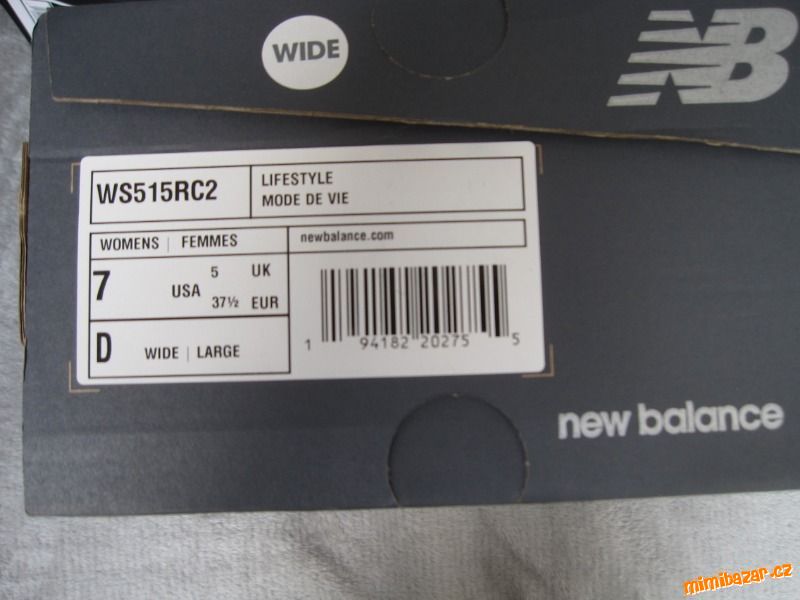 WIDE
NB
WS515RC2
LIFESTYLE
MODE DE VIE
WOMENS | FEMMES
newbalance.com
7 USA
5 UK
37½ EUR
D WIDE | LARGE
1 94182 20275 5
new balance
mimibazar.cz